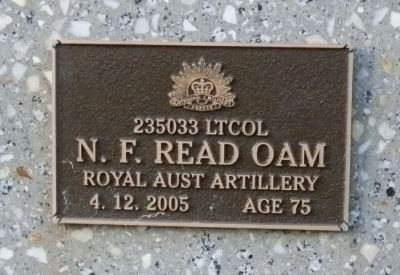 235033 LTCOL
N. F. READ OAM
ROYAL AUST ARTILLERY
4. 12. 2005 AGE 75